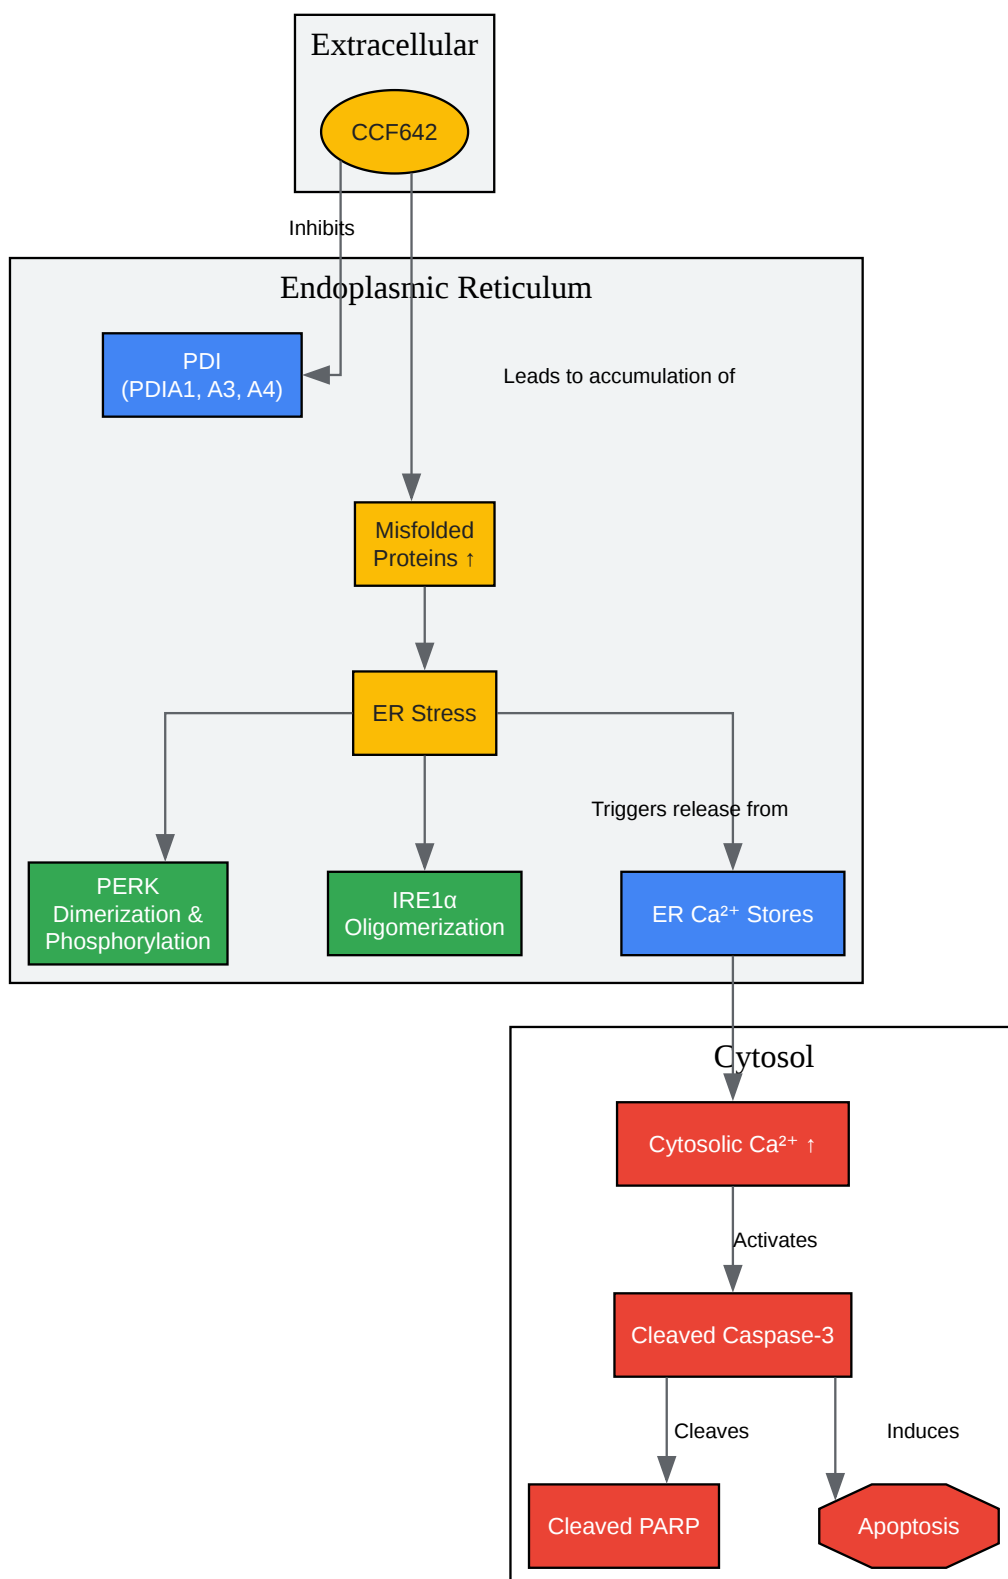 Extracellular
CCF642
Inhibits
Endoplasmic Reticulum
PDI
(PDIA1, A3, A4)
Leads to accumulation of
Misfolded
Proteins ↑
ER Stress
Triggers release from
PERK
Dimerization &
Phosphorylation
IRE1α
Oligomerization
ER Ca²⁺ Stores
Cytosol
Cytosolic Ca²⁺ ↑
Activates
Cleaved Caspase-3
Cleaves
Induces
Cleaved PARP
Apoptosis